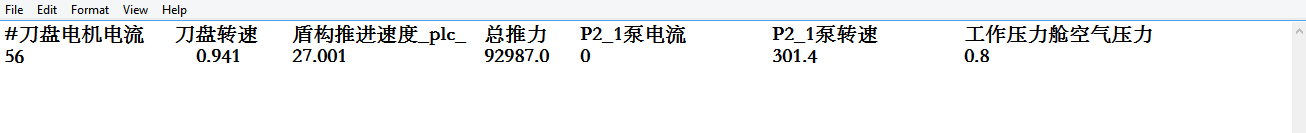 File Edit Format View Help
#刀盘电机电流 刀盘转速 盾构推进速度_plc_ 总推力 P2_1泵电流 P2_1泵转速 工作压力舱空气压力
56 0.941 27.001 92987.0 0 301.4 0.8